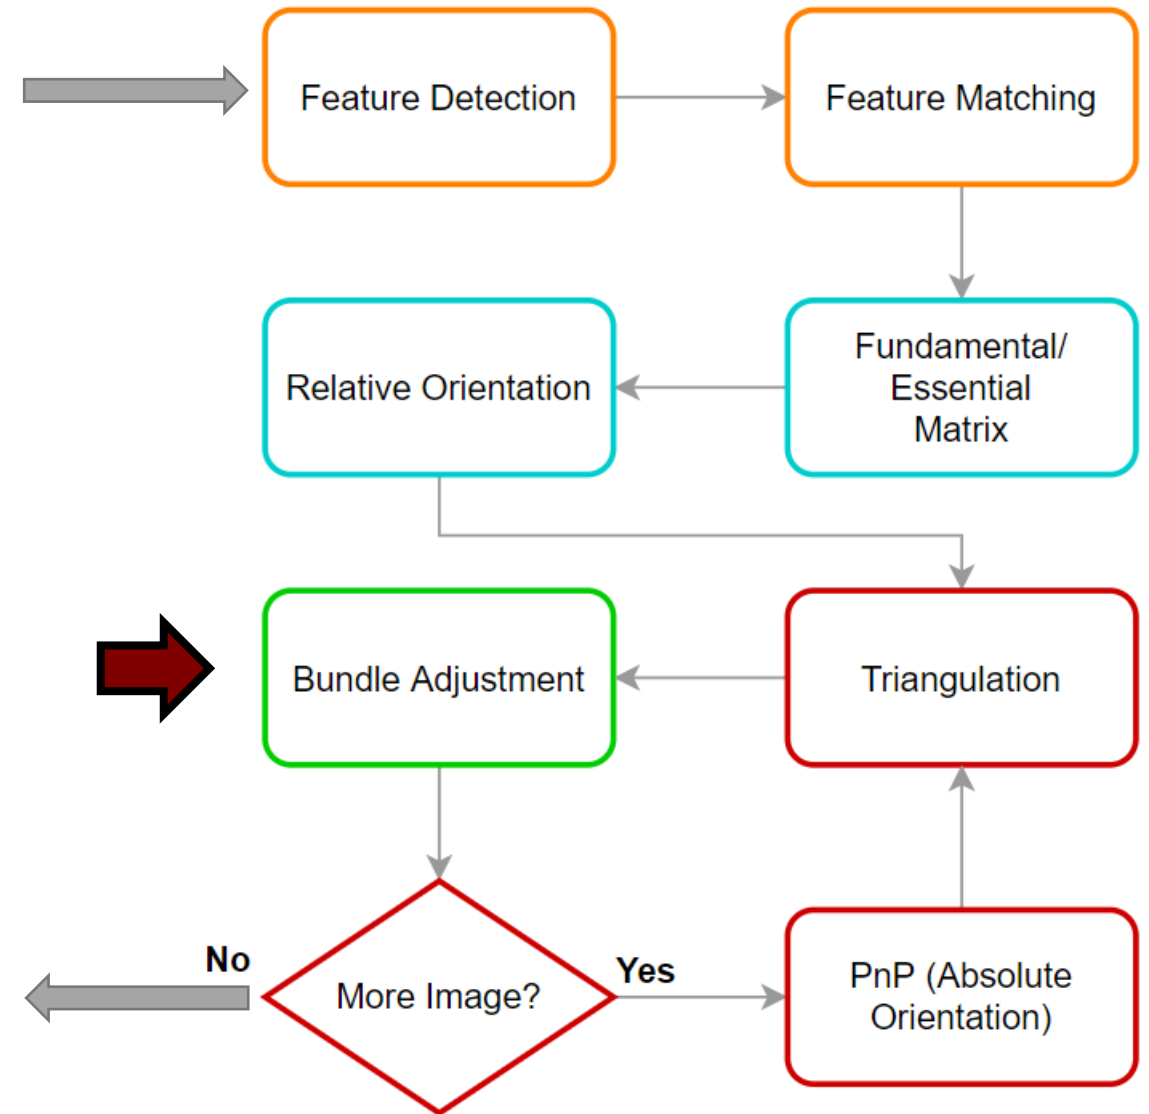 Feature Detection
Feature Matching
Relative Orientation
Fundamental/
Essential
Matrix
Bundle Adjustment
Triangulation
No
More Image?
Yes
PnP (Absolute
Orientation)